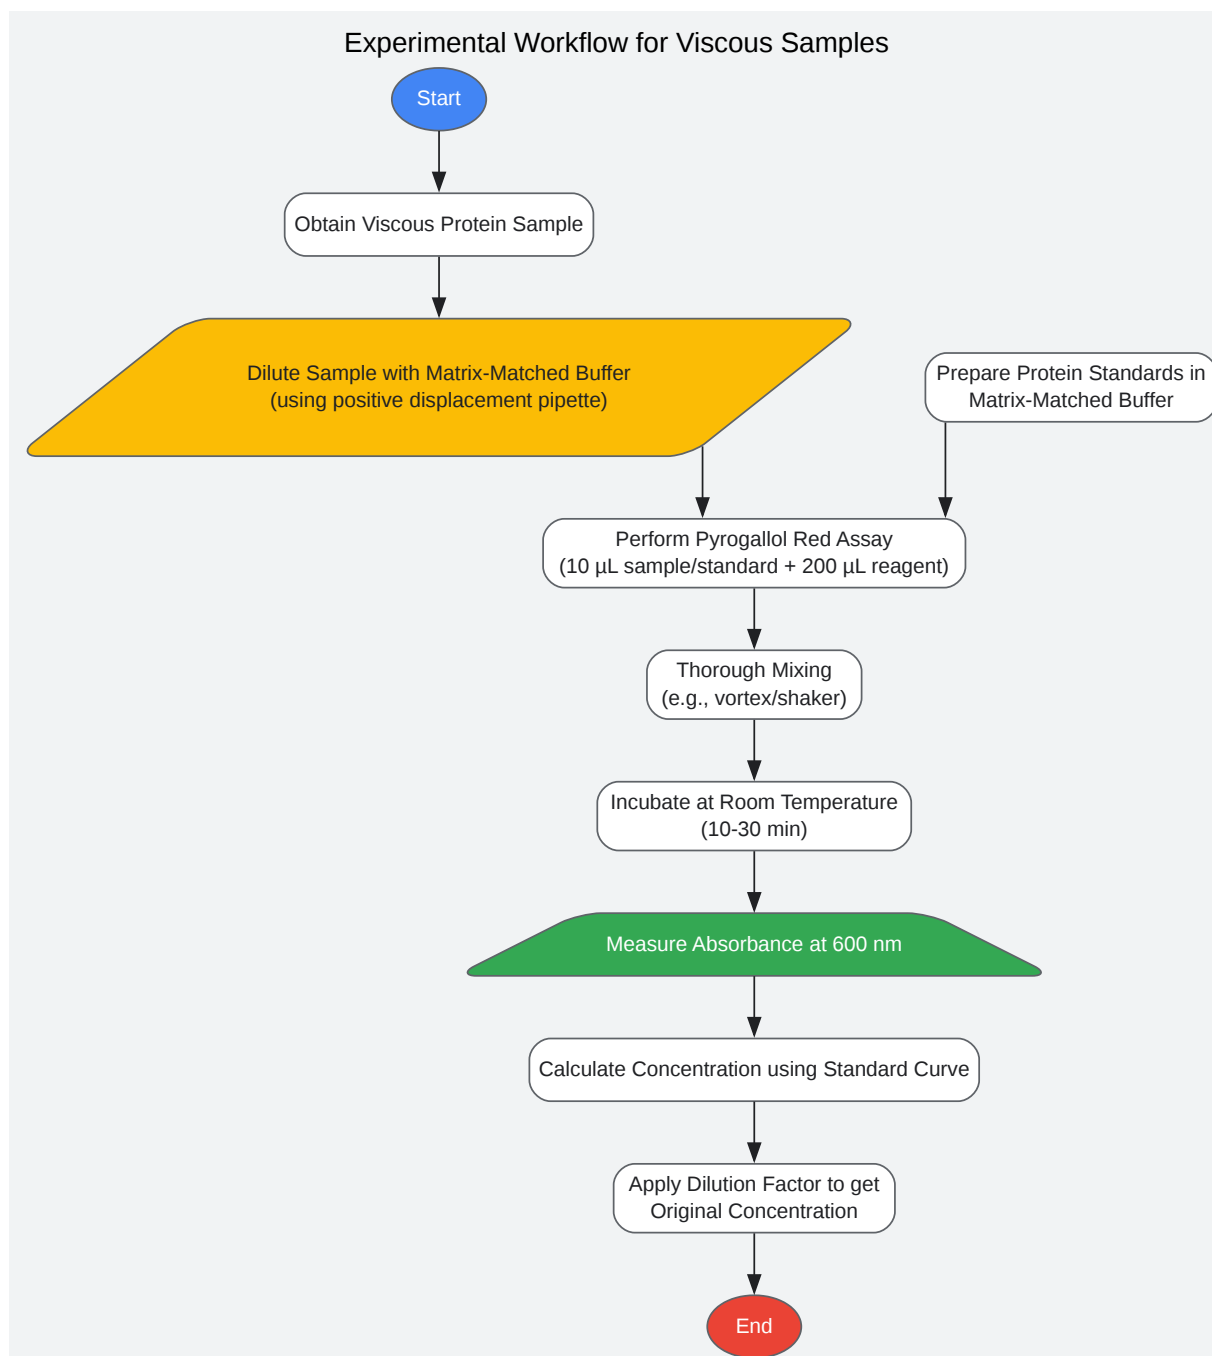 Experimental Workflow for Viscous Samples
Start
Obtain Viscous Protein Sample
Dilute Sample with Matrix-Matched Buffer
(using positive displacement pipette)
Prepare Protein Standards in
Matrix-Matched Buffer
Perform Pyrogallol Red Assay
(10 µL sample/standard + 200 µL reagent)
Thorough Mixing
(e.g., vortex/shaker)
Incubate at Room Temperature
(10-30 min)
Measure Absorbance at 600 nm
Calculate Concentration using Standard Curve
Apply Dilution Factor to get
Original Concentration
End